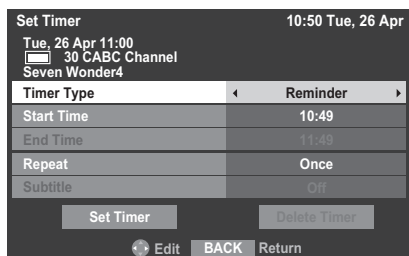 Set Timer 10:50 Tue, 26 Apr
Tue, 26 Apr 11:00
30 CABC Channel
Seven Wonder4
Timer Type Reminder
Start Time 10:49
End Time 11:49
Repeat Once
Subtitle Off
Set Timer Delete Timer
Edit BACK Return